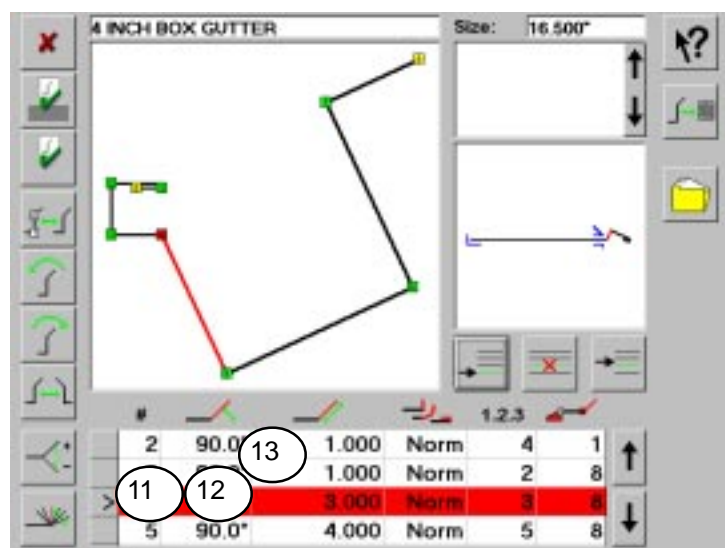 4 INCH BOX GUTTER Size: 16.500"
?
# 1.2.3
2 90.0° 1.000 Norm 4 1
13
1.000 Norm 2 8
> 11 12 3.000 Norm 3 8
5 90.0° 4.000 Norm 5 8